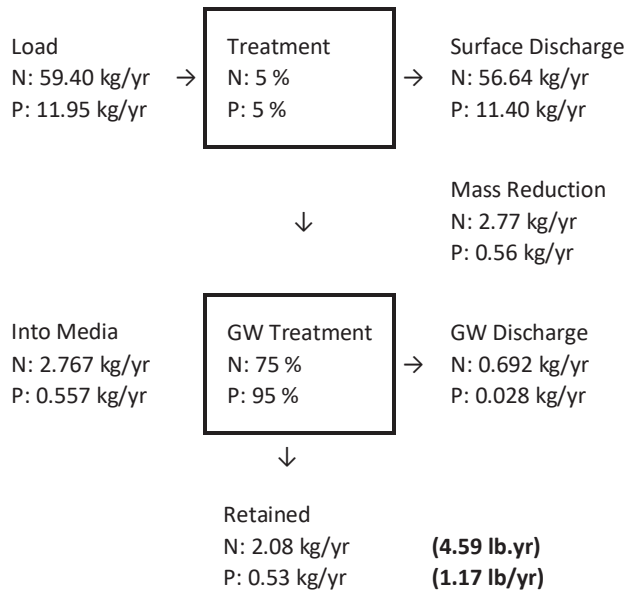 Load
N: 59.40 kg/yr
P: 11.95 kg/yr
→
Treatment
N: 5 %
P: 5 %
→
Surface Discharge
N: 56.64 kg/yr
P: 11.40 kg/yr
Mass Reduction
N: 2.77 kg/yr
P: 0.56 kg/yr
↓
Into Media
N: 2.767 kg/yr
P: 0.557 kg/yr
GW Treatment
N: 75 %
P: 95 %
→
GW Discharge
N: 0.692 kg/yr
P: 0.028 kg/yr
↓
Retained
N: 2.08 kg/yr (4.59 lb.yr)
P: 0.53 kg/yr (1.17 lb/yr)